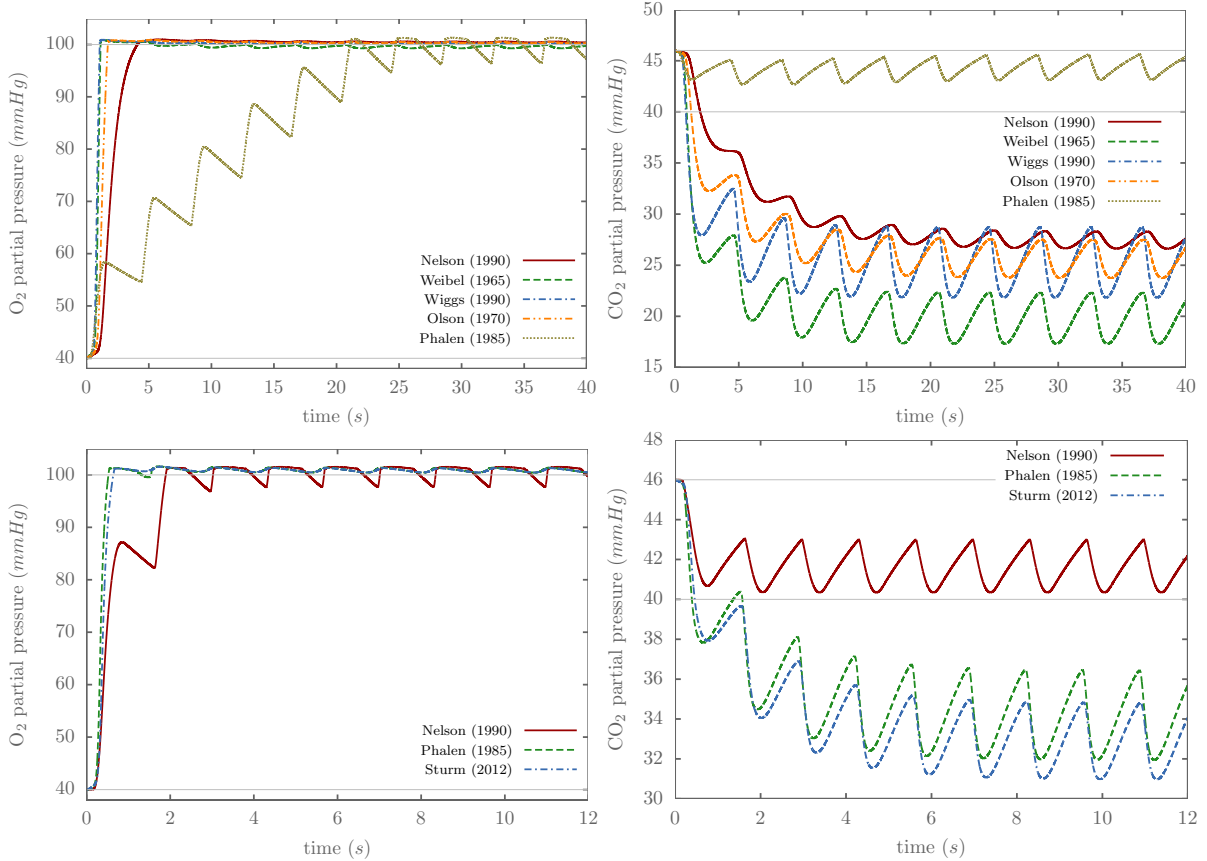 O2 partial pressure (mmHg)
100
90
80
70
60
50
40
0 5 10 15 20 25 30 35 40
time (s)
Nelson (1990)
Weibel (1965)
Wiggs (1990)
Olson (1970)
Phalen (1985)
CO2 partial pressure (mmHg)
50
45
40
35
30
25
20
15
0 5 10 15 20 25 30 35 40
time (s)
Nelson (1990)
Weibel (1965)
Wiggs (1990)
Olson (1970)
Phalen (1985)
O2 partial pressure (mmHg)
100
90
80
70
60
50
40
0 2 4 6 8 10 12
time (s)
Nelson (1990)
Phalen (1985)
Sturm (2012)
CO2 partial pressure (mmHg)
48
46
44
42
40
38
36
34
32
30
0 2 4 6 8 10 12
time (s)
Nelson (1990)
Phalen (1985)
Sturm (2012)